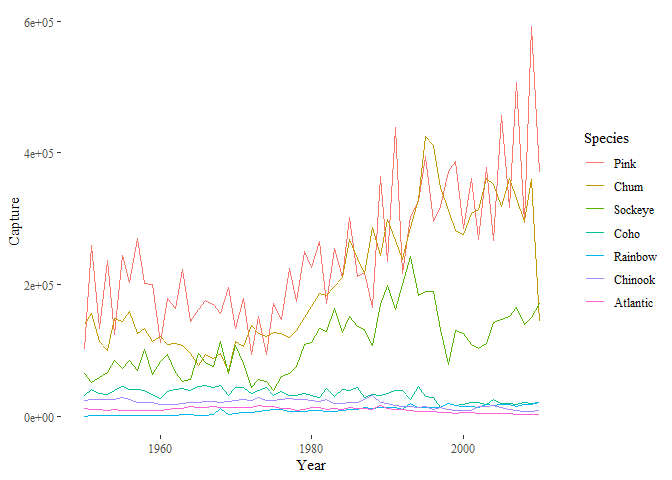 6e+05
4e+05
2e+05
0e+00
Capture
1960
1980
2000
Year
Species
Pink
Chum
Sockeye
Coho
Rainbow
Chinook
Atlantic